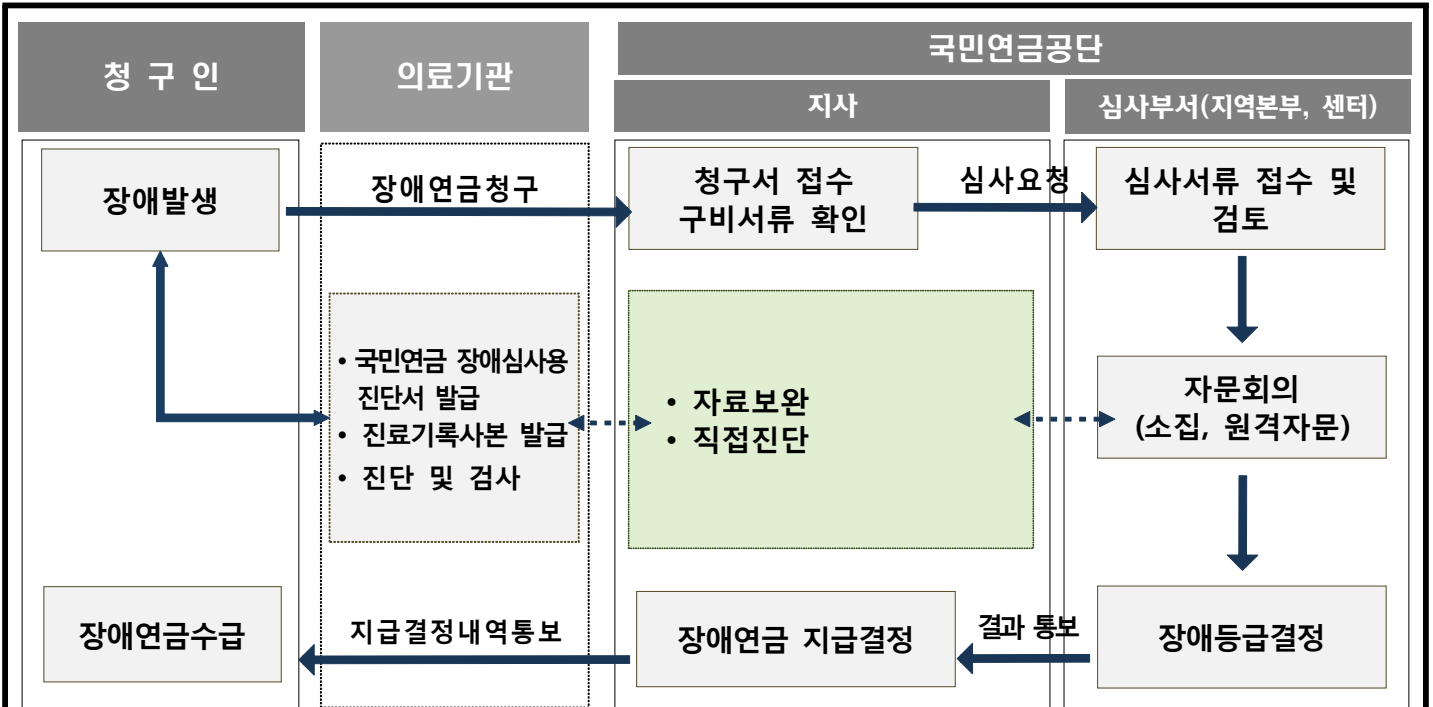 청 구 인
의료기관
국민연금공단
지사
심사부서(지역본부, 센터)
장애발생
장애연금청구
청구서 접수
구비서류 확인
심사요청
심사서류 접수 및
검토
• 국민연금 장애심사용
진단서 발급
• 진료기록사본 발급
• 진단 및 검사
• 자료보완
• 직접진단
자문회의
(소집, 원격자문)
장애연금수급
지급결정내역통보
장애연금 지급결정
결과 통보
장애등급결정